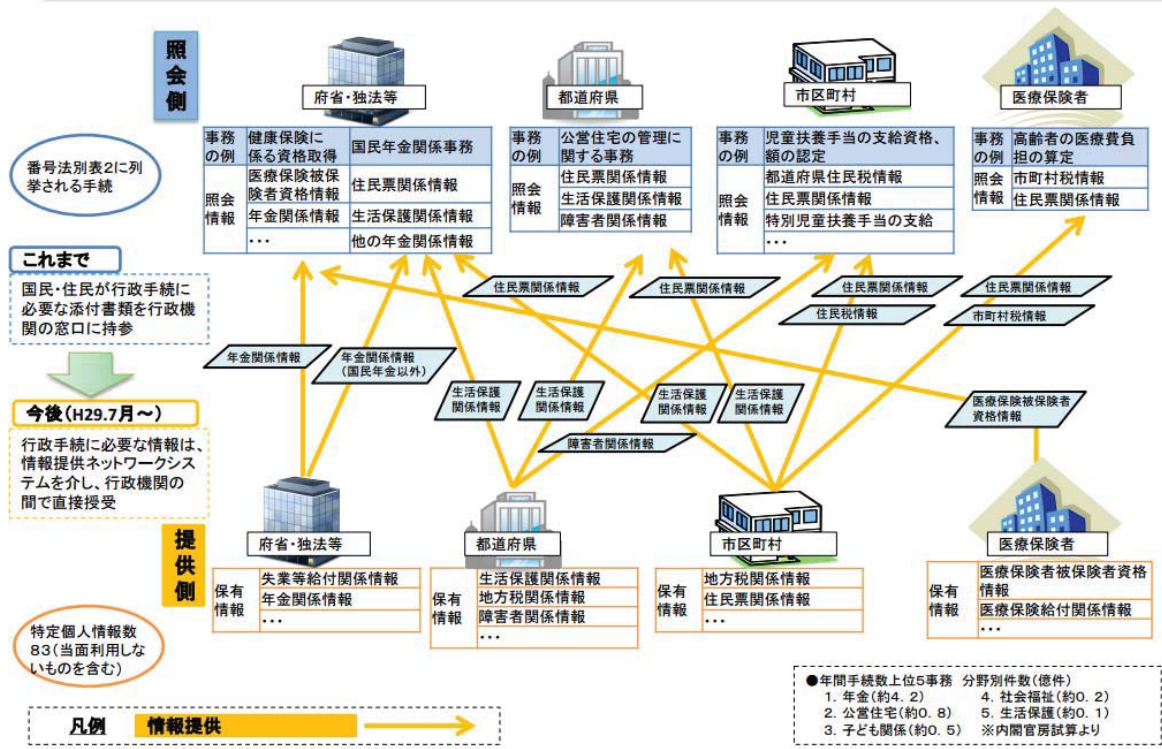 照会側
府省・独法等
都道府県
市区町村
医療保険者
番号法別表2に列
挙される手続
事務
の例
健康保険に
係る資格取得
国民年金関係事務
照会
情報
医療保険被保
険者資格情報
住民票関係情報
年金関係情報
生活保護関係情報
・・・
他の年金関係情報
事務
の例
公営住宅の管理に
関する事務
照会
情報
住民票関係情報
生活保護関係情報
障害者関係情報
事務
の例
児童扶養手当の支給資格、
額の認定
照会
情報
都道府県住民税情報
住民票関係情報
特別児童扶養手当の支給
・・・
事務
の例
高齢者の医療費負
担の算定
照会
情報
市町村税情報
住民票関係情報
これまで
国民・住民が行政手続に
必要な添付書類を行政機
関の窓口に持参
今後(H29.7月～)
行政手続に必要な情報は、
情報提供ネットワークシス
テムを介し、行政機関の
間で直接授受
住民票関係情報
住民票関係情報
住民票関係情報
住民票関係情報
住民税情報
市町村税情報
年金関係情報
年金関係情報
(国民年金以外)
生活保護
関係情報
生活保護
関係情報
生活保護
関係情報
生活保護
関係情報
医療保険被保険者
資格情報
障害者関係情報
提供側
府省・独法等
都道府県
市区町村
医療保険者
保有
情報
失業等給付関係情報
年金関係情報
・・・
保有
情報
生活保護関係情報
地方税関係情報
障害者関係情報
・・・
保有
情報
地方税関係情報
住民票関係情報
・・・
保有
情報
医療保険者被保険者資格
情報
医療保険給付関係情報
・・・
特定個人情報数
83(当面利用しな
いものを含む)
凡例 情報提供
●年間手続数上位5事務 分野別件数(億件)
1. 年金(約4.2) 4. 社会福祉(約0.2)
2. 公営住宅(約0.8) 5. 生活保護(約0.1)
3. 子ども関係(約0.5) ※内閣官房試算より